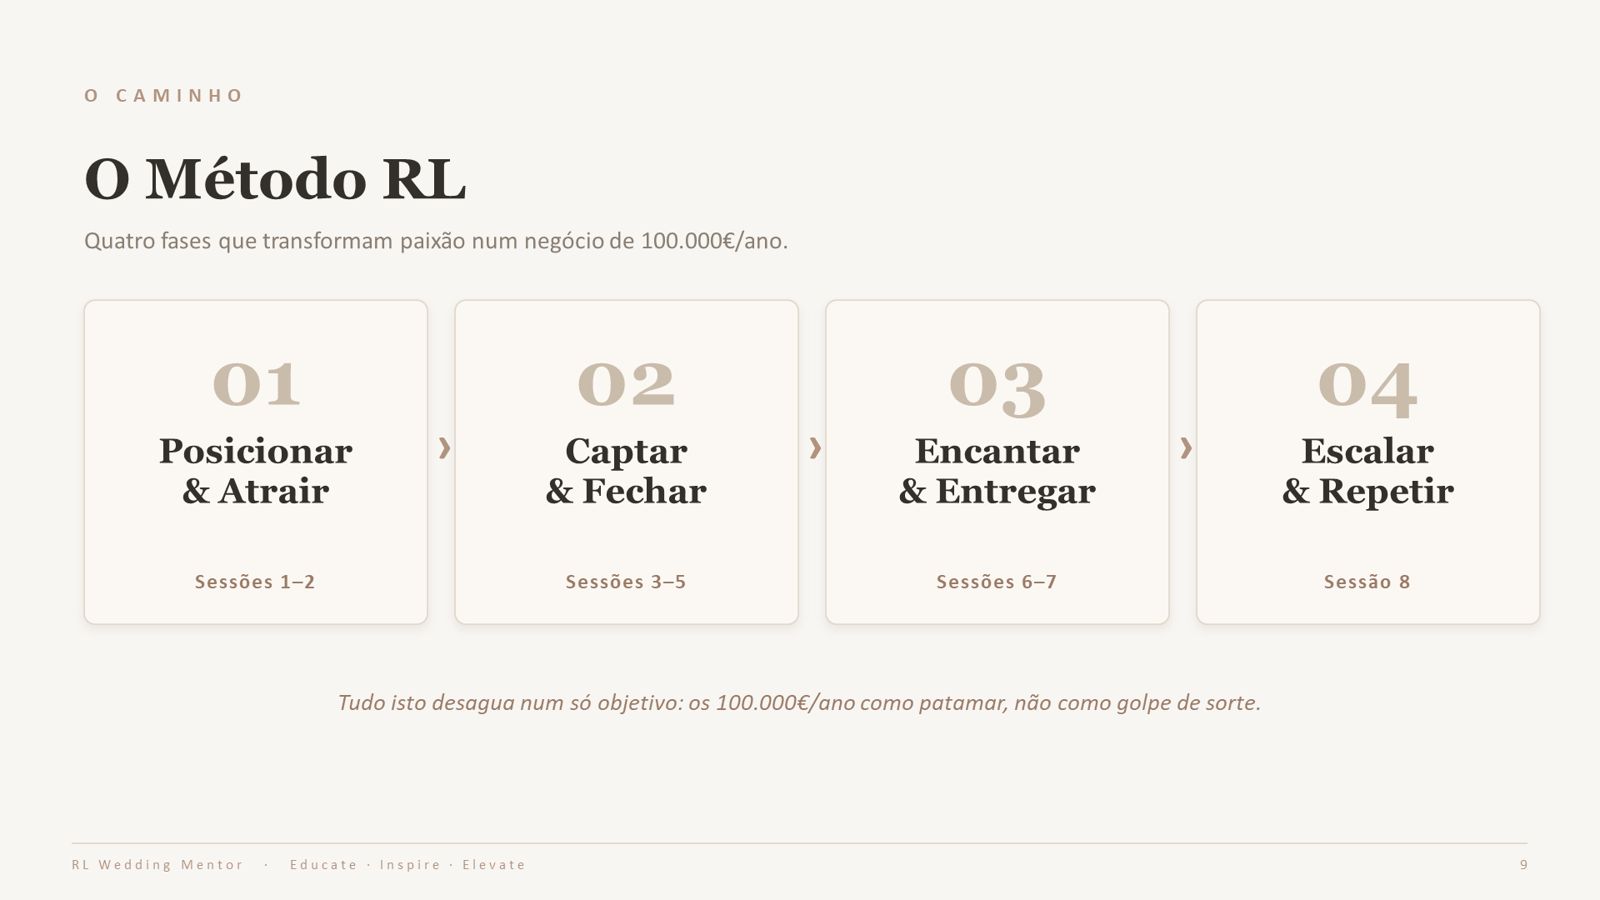 O CAMINHO
O Método RL
Quatro fases que transformam paixão num negócio de 100.000€/ano.
01
Posicionar
& Atrair
Sessões 1–2
›
02
Captar
& Fechar
Sessões 3–5
›
03
Encantar
& Entregar
Sessões 6–7
›
04
Escalar
& Repetir
Sessão 8
Tudo isto desagua num só objetivo: os 100.000€/ano como patamar, não como golpe de sorte.
RL Wedding Mentor · Educate · Inspire · Elevate
9